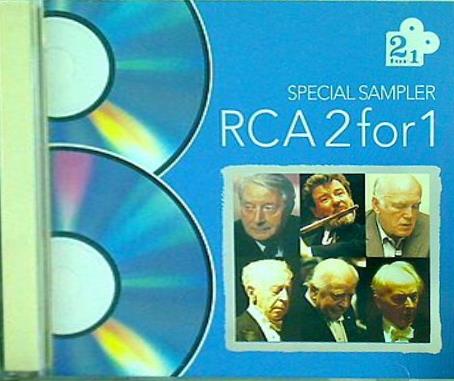 2
for 1
SPECIAL SAMPLER
RCA 2 for 1